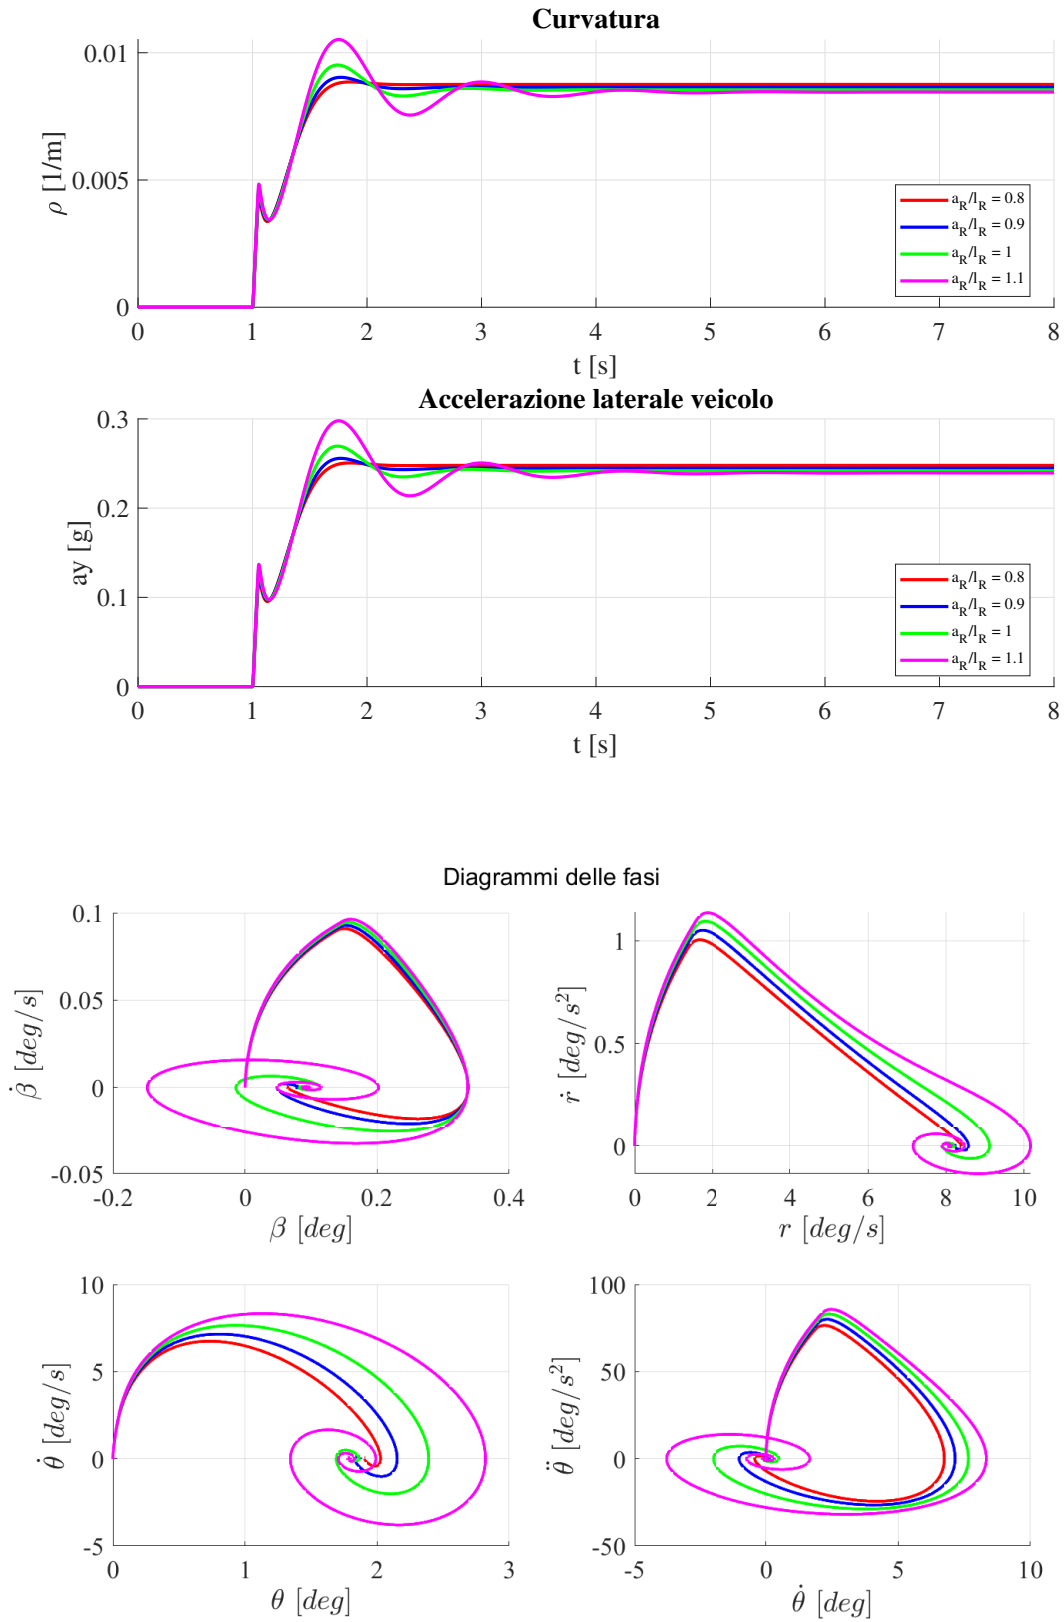 Curvatura
0.01
0.005
0
ρ [1/m]
a_R/l_R = 0.8
a_R/l_R = 0.9
a_R/l_R = 1
a_R/l_R = 1.1
0 1 2 3 4 5 6 7 8
t [s]
Accelerazione laterale veicolo
0.3
0.2
0.1
0
ay [g]
a_R/l_R = 0.8
a_R/l_R = 0.9
a_R/l_R = 1
a_R/l_R = 1.1
0 1 2 3 4 5 6 7 8
t [s]
Diagrammi delle fasi
0.1
0.05
0
-0.05
β̇ [deg/s]
-0.2 0 0.2 0.4
β [deg]
1
0.5
0
ṙ [deg/s²]
0 2 4 6 8 10
r [deg/s]
10
5
0
-5
θ̇ [deg/s]
0 1 2 3
θ [deg]
100
50
0
-50
θ̈ [deg/s²]
-5 0 5 10
θ̇ [deg/s]